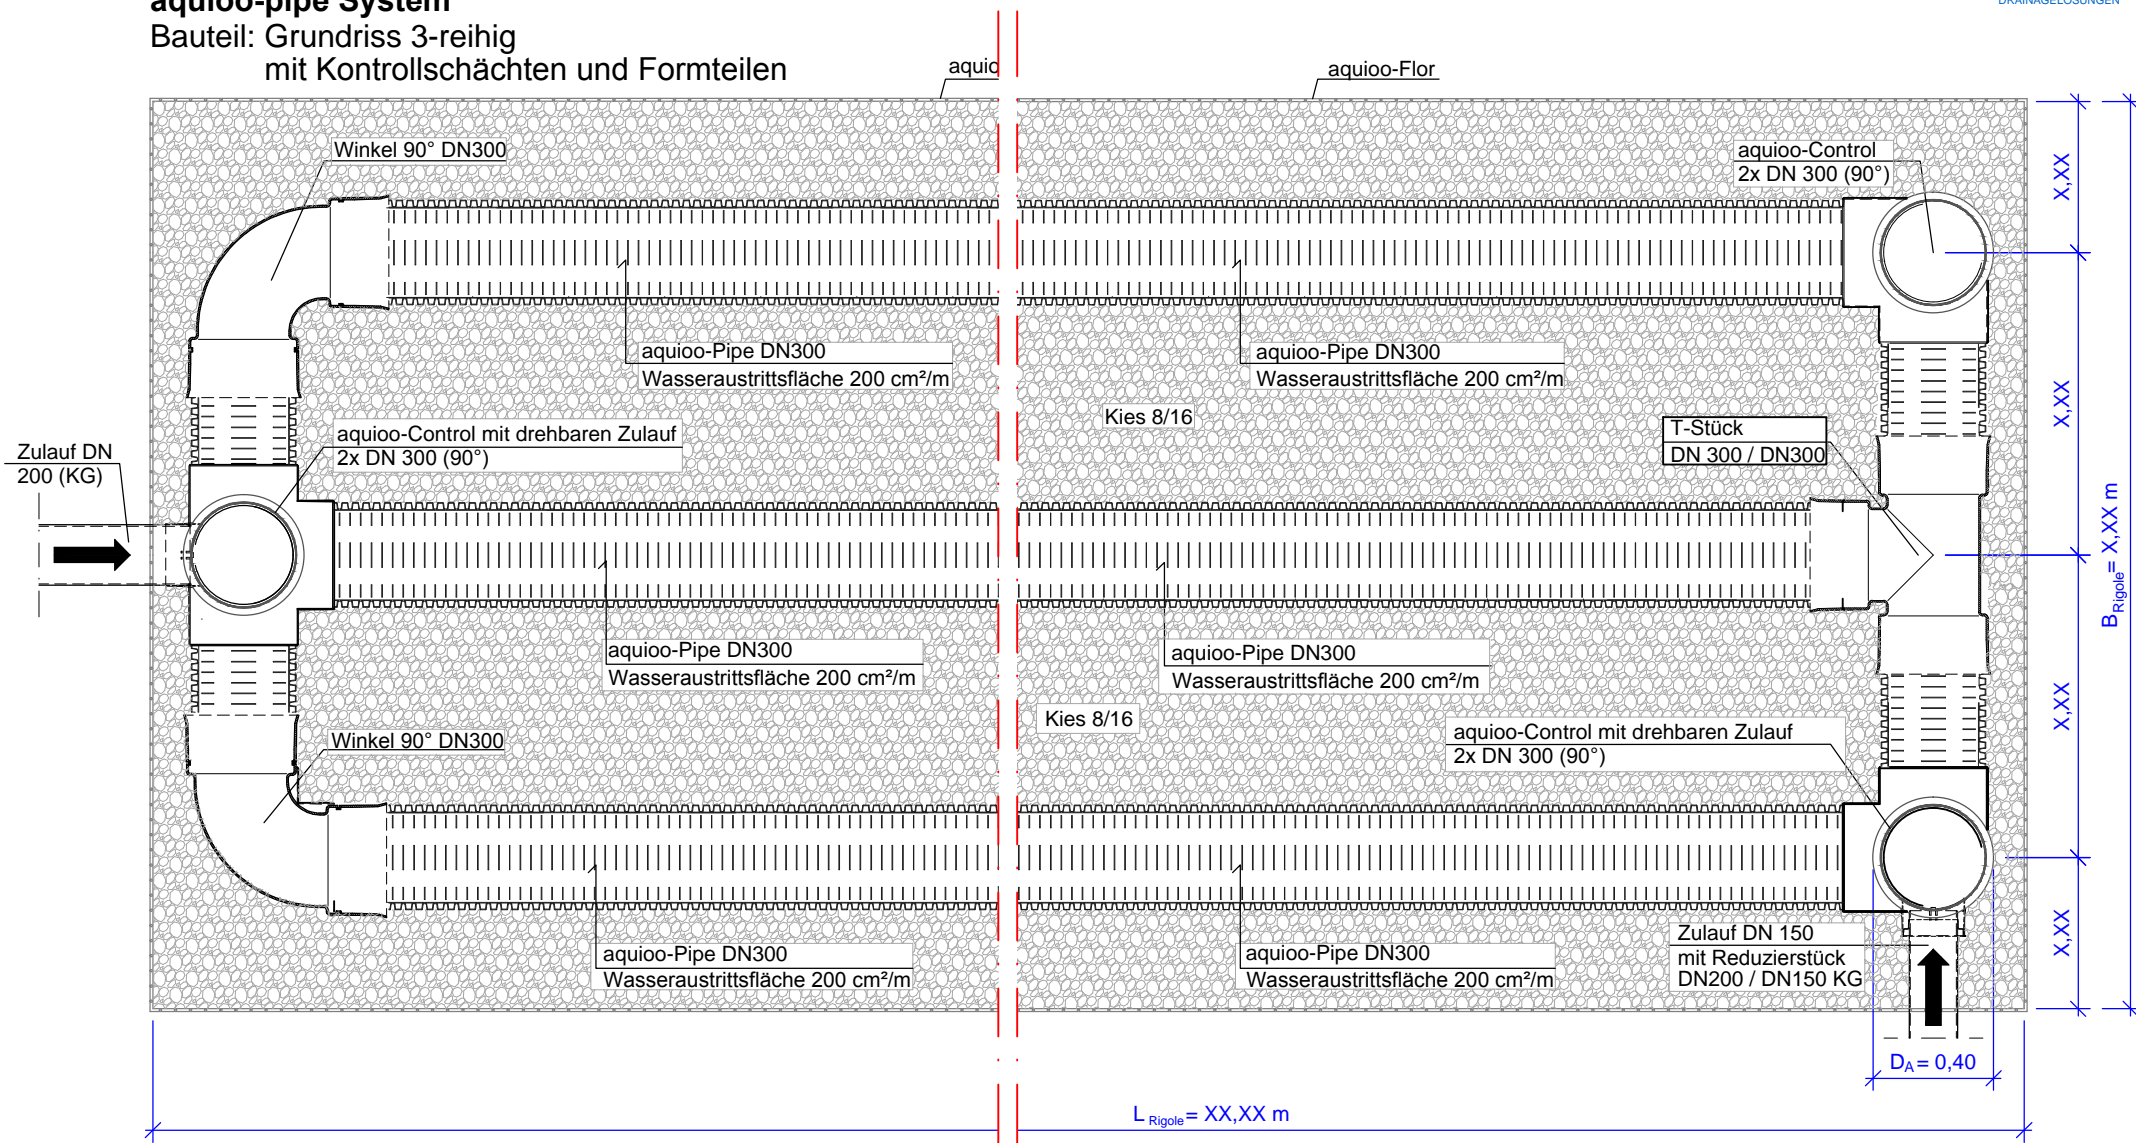 aquioo-pipe System
DRAINAGELÖSUNGEN
Bauteil: Grundriss 3-reihig
mit Kontrollschächten und Formteilen
aquio
aquioo-Flor
Winkel 90° DN300
aquioo-Control
2x DN 300 (90°)
X,XX
aquioo-Pipe DN300
Wasseraustrittsfläche 200 cm²/m
aquioo-Pipe DN300
Wasseraustrittsfläche 200 cm²/m
X,XX
Kies 8/16
Zulauf DN
200 (KG)
aquioo-Control mit drehbaren Zulauf
2x DN 300 (90°)
T-Stück
DN 300 / DN300
B Rigole = X,XX m
aquioo-Pipe DN300
Wasseraustrittsfläche 200 cm²/m
aquioo-Pipe DN300
Wasseraustrittsfläche 200 cm²/m
X,XX
Kies 8/16
Winkel 90° DN300
aquioo-Control mit drehbaren Zulauf
2x DN 300 (90°)
aquioo-Pipe DN300
Wasseraustrittsfläche 200 cm²/m
aquioo-Pipe DN300
Wasseraustrittsfläche 200 cm²/m
Zulauf DN 150
mit Reduzierstück
DN200 / DN150 KG
X,XX
DA = 0,40
L Rigole = XX,XX m